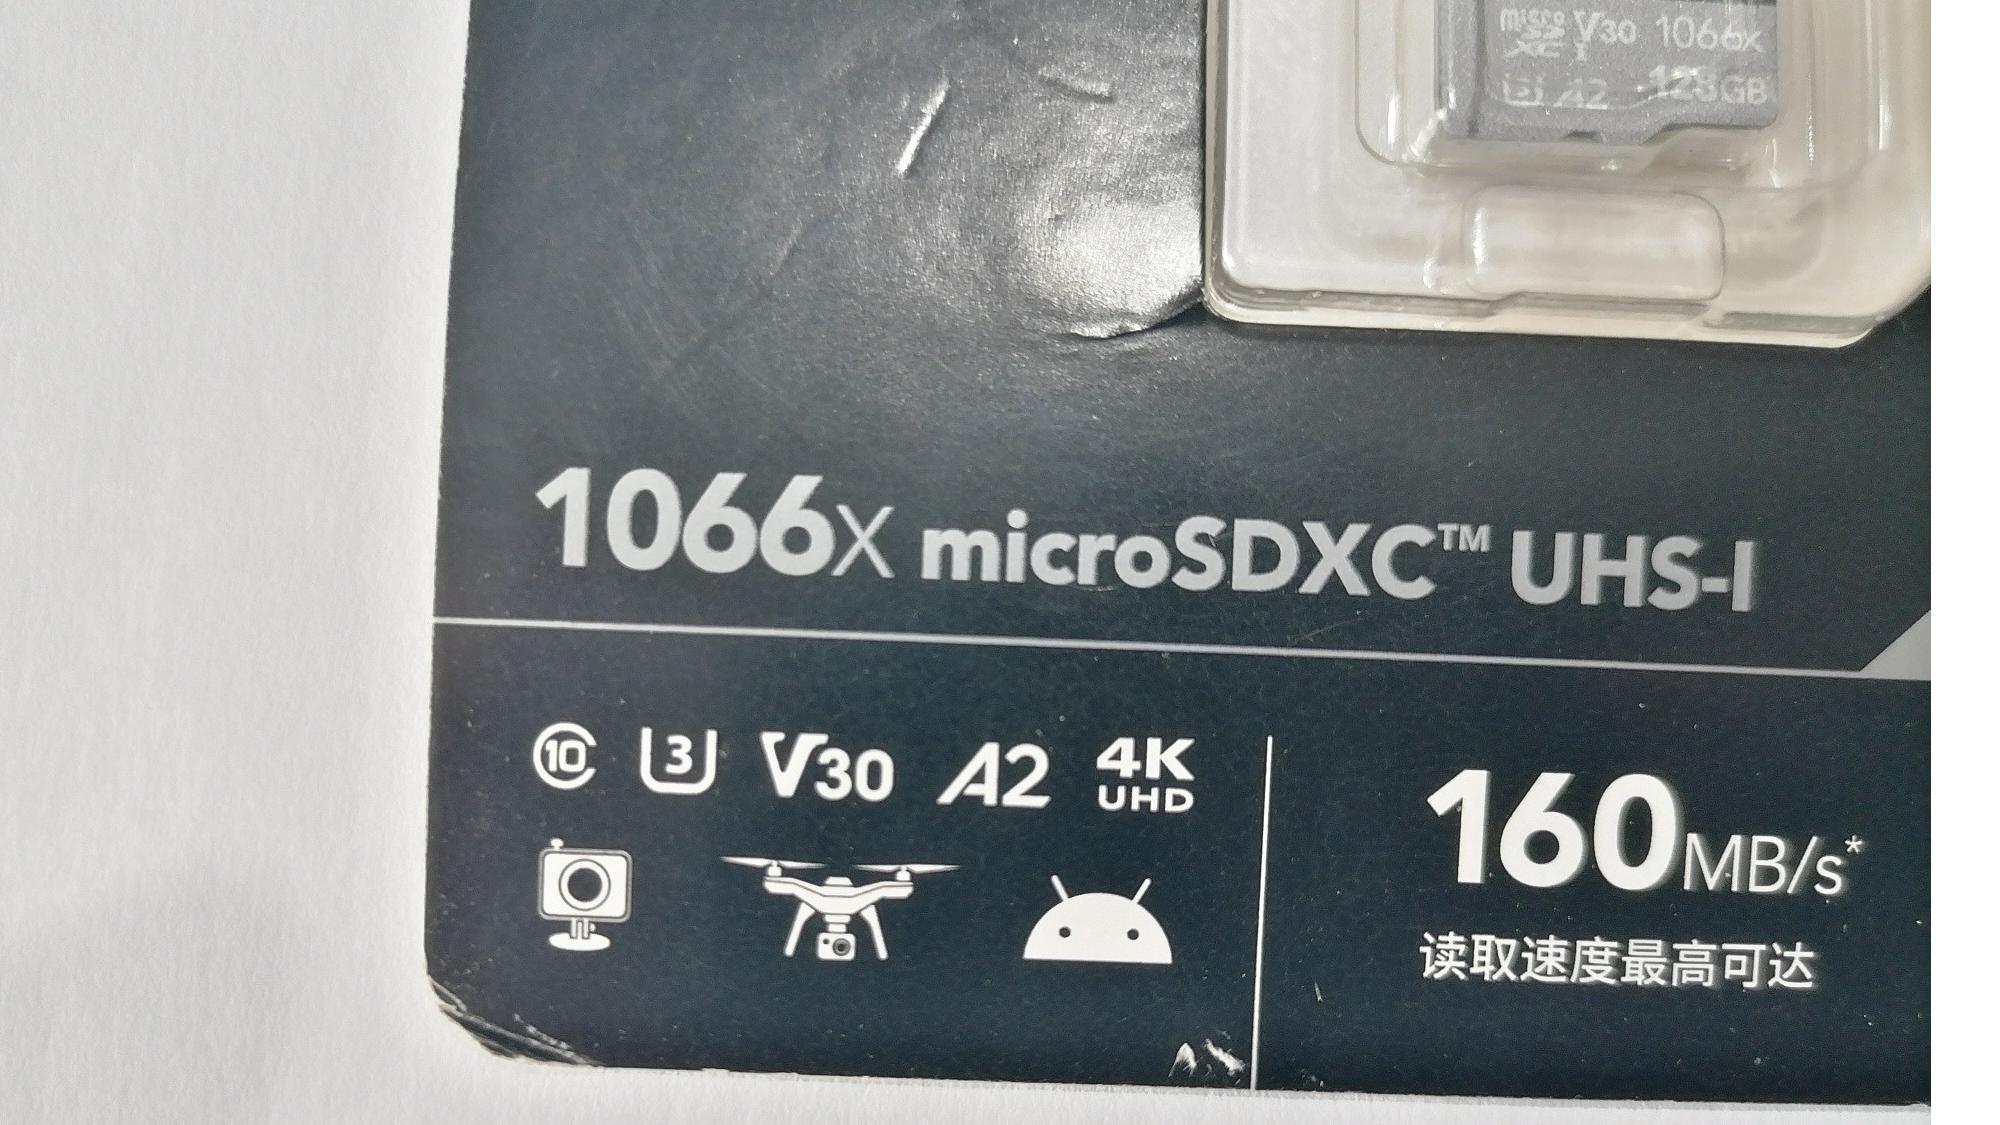 micro SD XC I V30 1066x
U3 A2 128GB
1066x microSDXC™ UHS-I
10 3 V30 A2 4K UHD
160MB/s*
读取速度最高可达